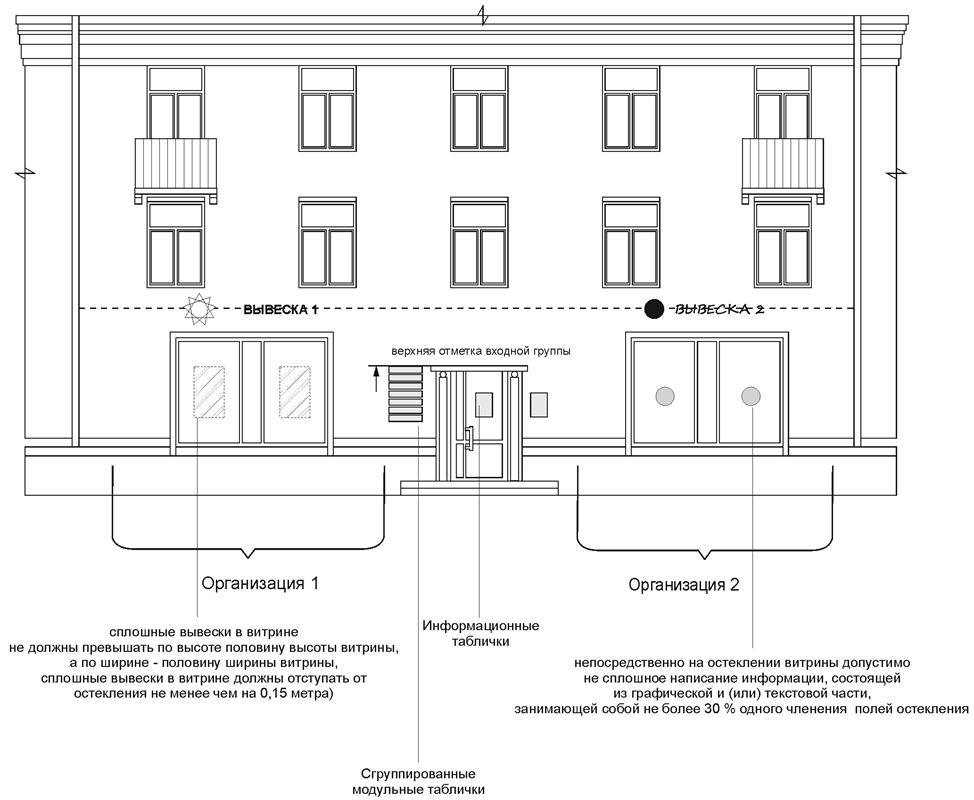 ВЫВЕСКА 1
ВЫВЕСКА 2
верхняя отметка входной группы
Организация 1
Организация 2
сплошные вывески в витрине
не должны превышать по высоте половину высоты витрины,
а по ширине - половину ширины витрины,
сплошные вывески в витрине должны отступать от
остекления не менее чем на 0,15 метра)
Информационные
таблички
непосредственно на остеклении витрины допустимо
не сплошное написание информации, состоящей
из графической и (или) текстовой части,
занимающей собой не более 30 % одного членения полей остекления
Сгруппированные
модульные таблички